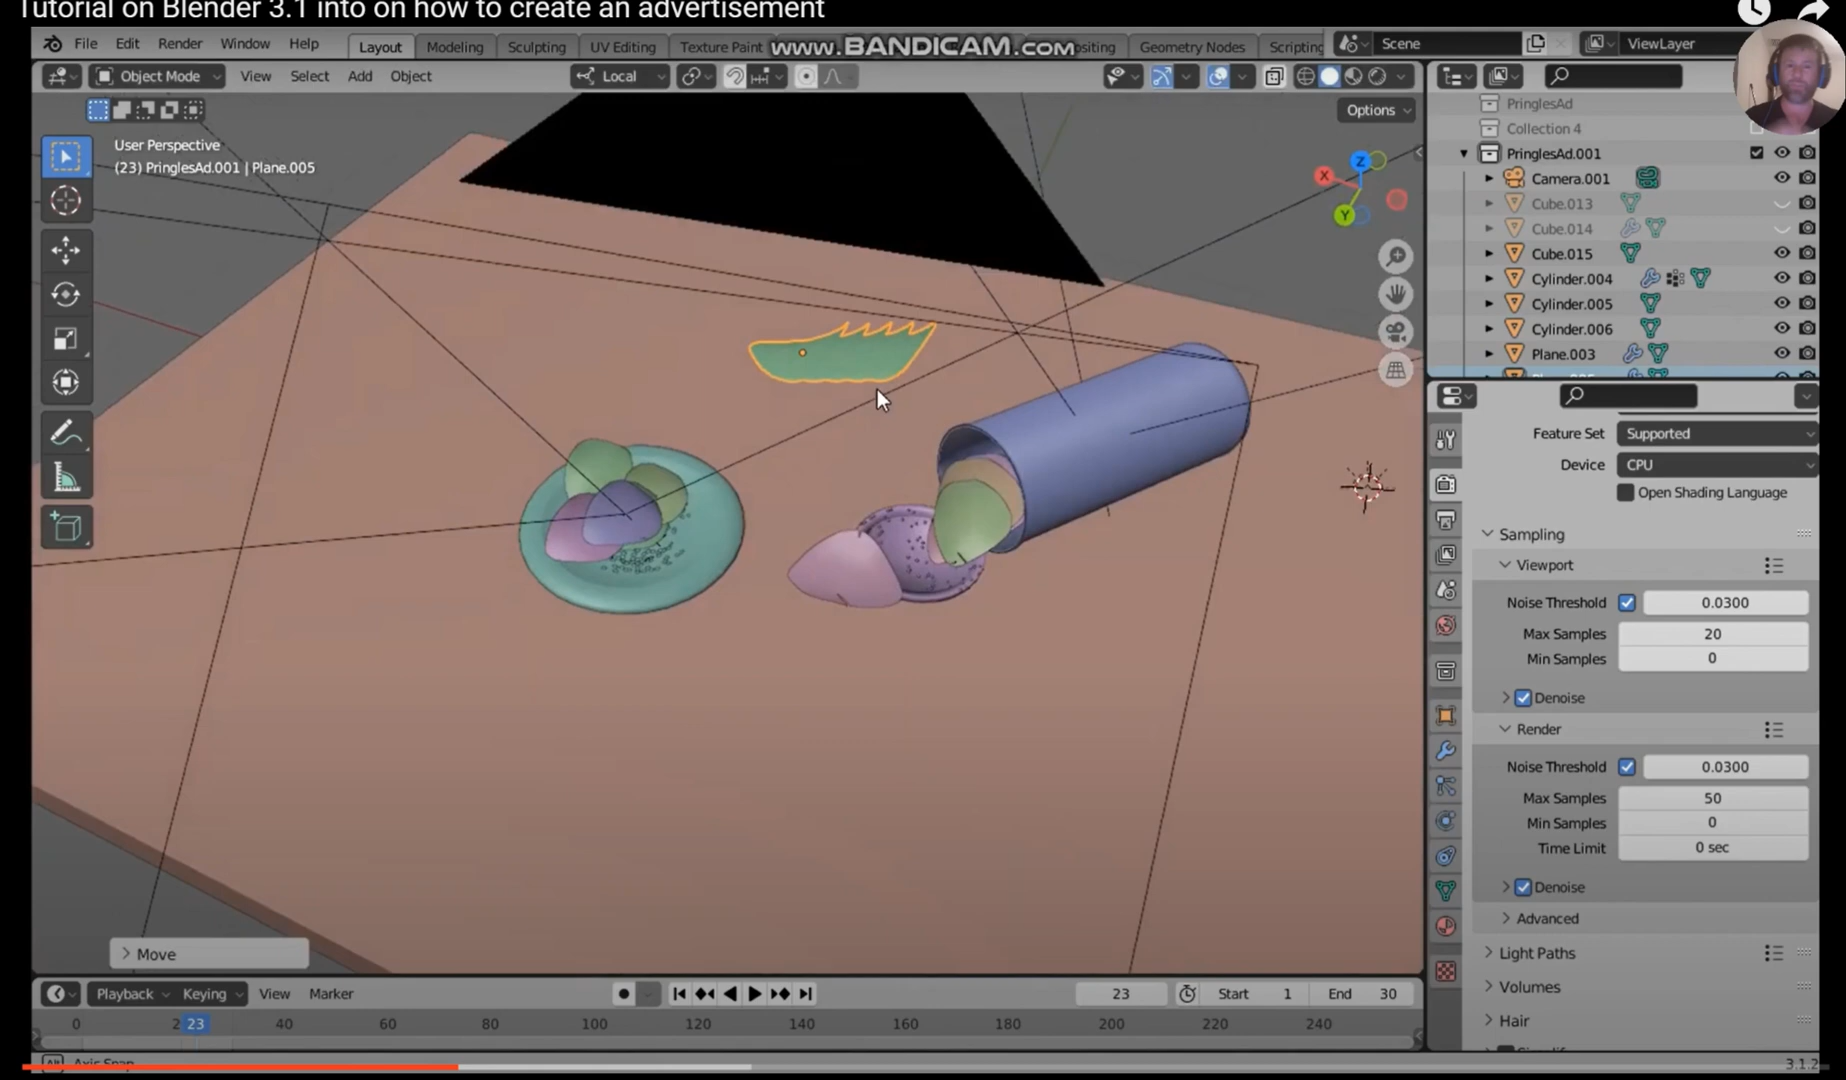 Tutorial on Blender 3.1 into on how to create an advertisement
File Edit Render Window Help Layout Modeling Sculpting UV Editing Texture Paint www.BANDICAM.com ositing Geometry Nodes Scripting Scene ViewLayer
Object Mode View Select Add Object Local
Options
User Perspective
(23) PringlesAd.001 | Plane.005
X
Z
Y
PringlesAd
Collection 4
PringlesAd.001
Camera.001
Cube.013
Cube.014
Cube.015
Cylinder.004
Cylinder.005
Cylinder.006
Plane.003
Feature Set Supported
Device CPU
Open Shading Language
Sampling
Viewport
Noise Threshold 0.0300
Max Samples 20
Min Samples 0
Denoise
Render
Noise Threshold 0.0300
Max Samples 50
Min Samples 0
Time Limit 0 sec
Denoise
Advanced
Light Paths
Volumes
Hair
Move
Playback Keying View Marker 23 Start 1 End 30
0 2 23 40 60 80 100 120 140 160 180 200 220 240
Axis Snap
3.1.2